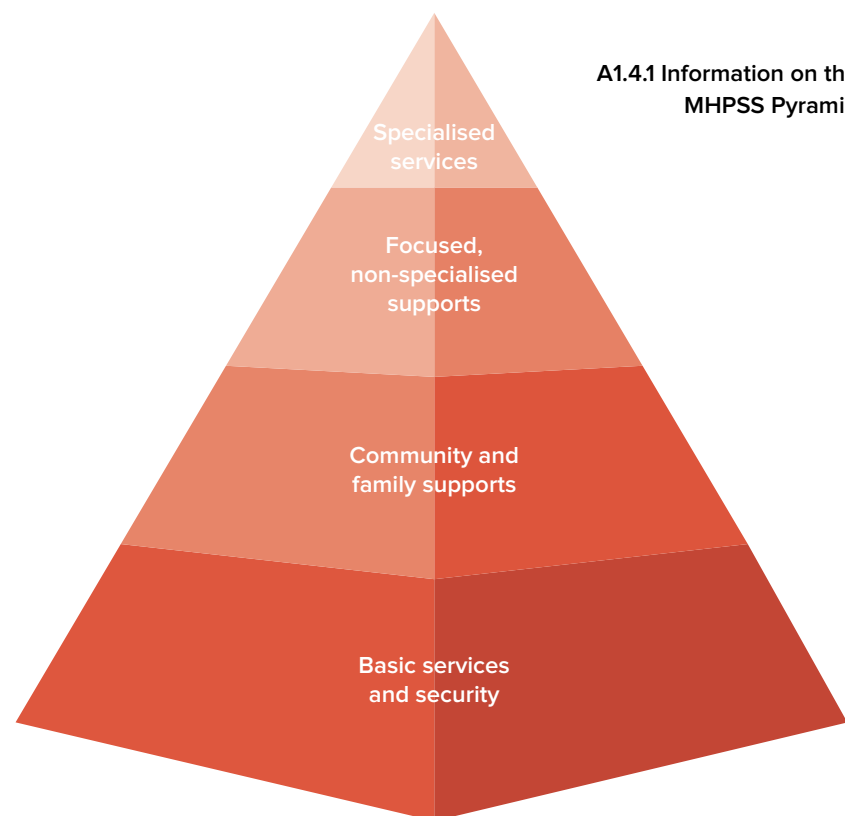 A1.4.1 Information on th
MHPSS Pyrami
Specialised
services
Focused,
non-specialised
supports
Community and
family supports
Basic services
and security